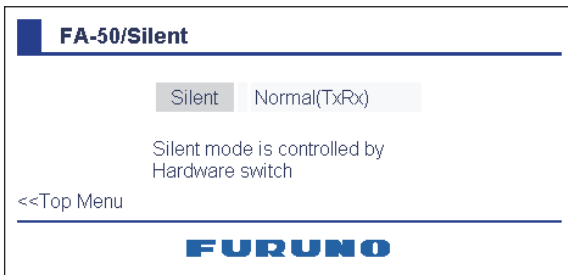 FA-50/Silent
Silent Normal(TxRx)
Silent mode is controlled by
Hardware switch
<<Top Menu
FURUNO